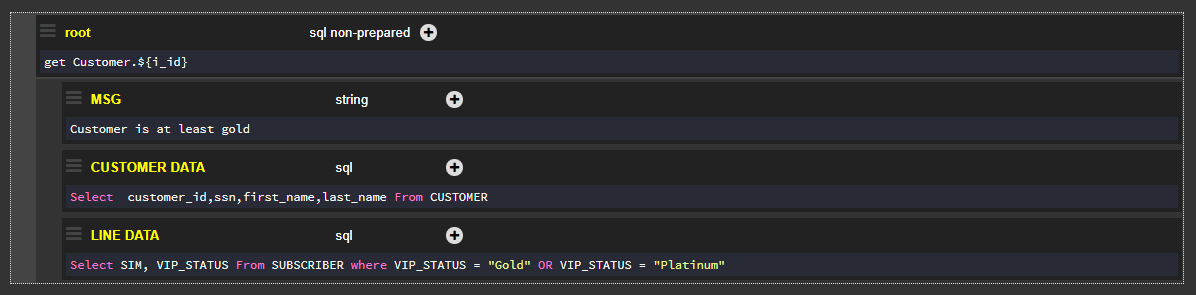 root sql non-prepared
get Customer.${i_id}
MSG string
Customer is at least gold
CUSTOMER DATA sql
Select  customer_id,ssn,first_name,last_name From CUSTOMER
LINE DATA sql
Select SIM, VIP_STATUS From SUBSCRIBER where VIP_STATUS = "Gold" OR VIP_STATUS = "Platinum"